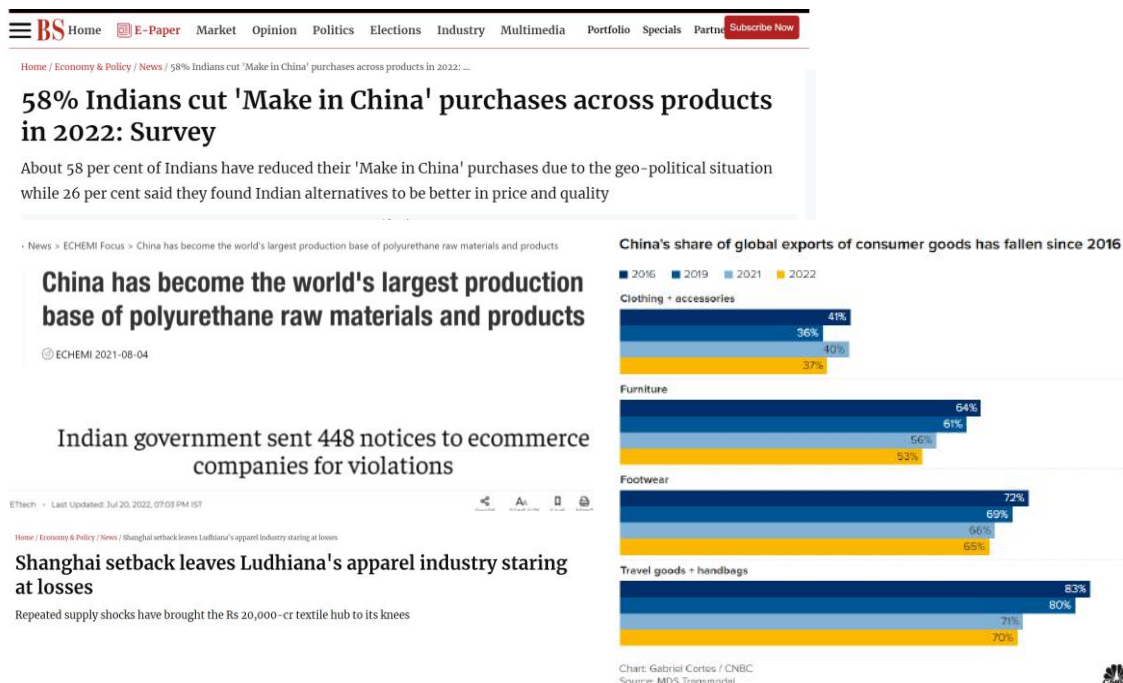 BS Home E-Paper Market Opinion Politics Elections Industry Multimedia Portfolio Specials Partne Subscribe Now
Home / Economy & Policy / News / 58% Indians cut 'Make in China' purchases across products in 2022: ...
58% Indians cut 'Make in China' purchases across products
in 2022: Survey
About 58 per cent of Indians have reduced their 'Make in China' purchases due to the geo-political situation
while 26 per cent said they found Indian alternatives to be better in price and quality
News > ECHEMI Focus > China has become the world's largest production base of polyurethane raw materials and products
China has become the world's largest production
base of polyurethane raw materials and products
ECHEMI 2021-08-04
Indian government sent 448 notices to ecommerce
companies for violations
ETtech • Last Updated: Jul 20, 2022, 07:03 PM IST
Home / Economy & Policy / News / Shanghai setback leaves Ludhiana's apparel industry staring at losses
Shanghai setback leaves Ludhiana's apparel industry staring
at losses
Repeated supply shocks have brought the Rs 20,000-cr textile hub to its knees
China's share of global exports of consumer goods has fallen since 2016
2016 2019 2021 2022
Clothing + accessories
41%
36%
40%
37%
Furniture
64%
61%
56%
53%
Footwear
72%
69%
66%
65%
Travel goods + handbags
83%
80%
71%
70%
Chart: Gabriel Cortes / CNBC
Source: MDS Transmodal